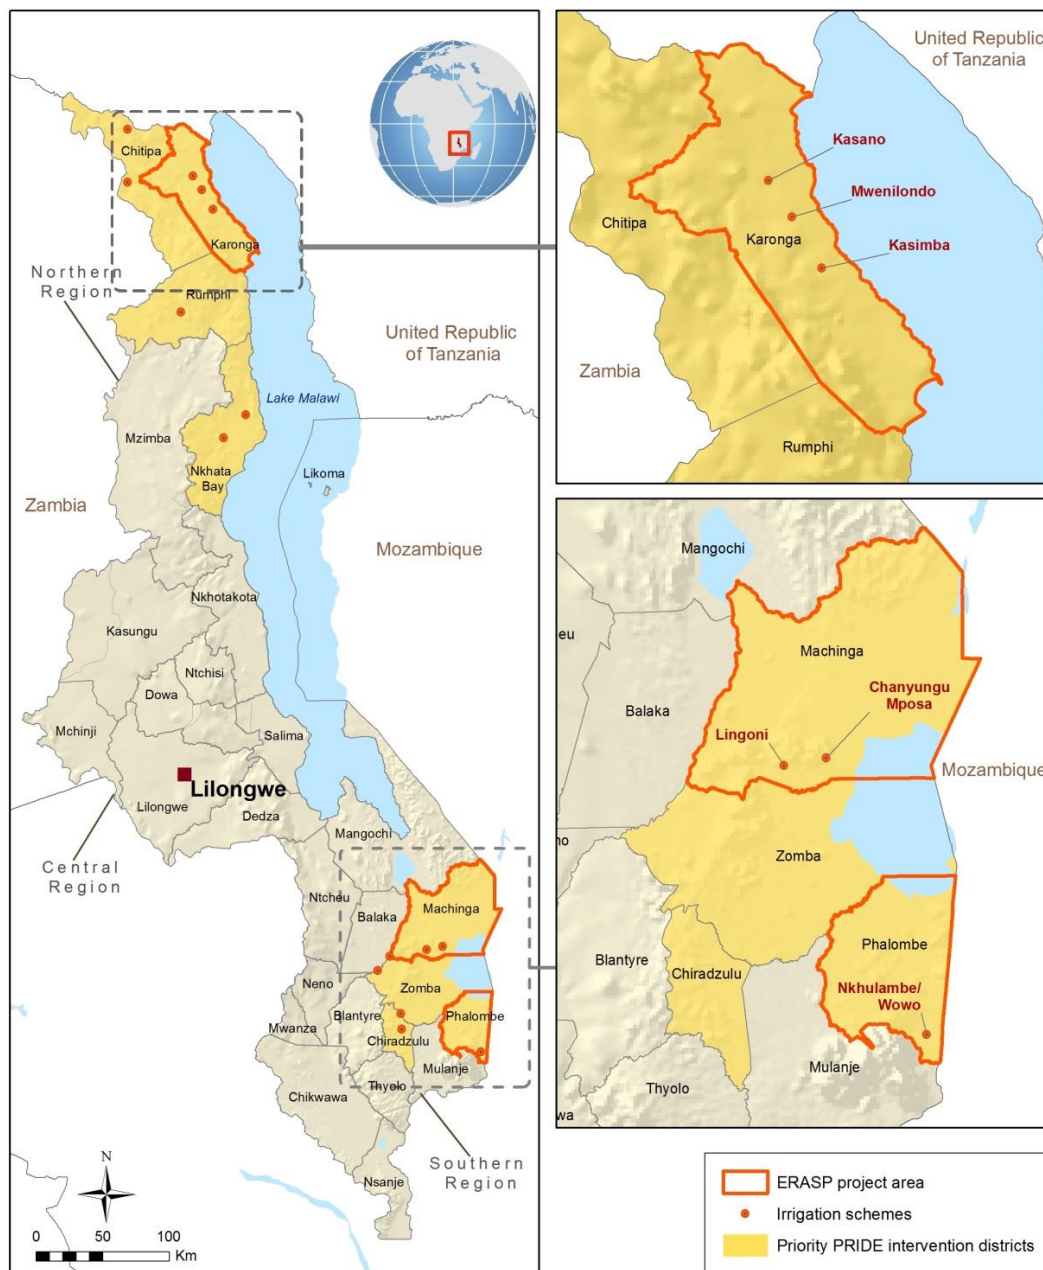 Chitipa
Karonga
Northern
Region
Rumphi
United Republic
of Tanzania
Lake Malawi
Mzimba
Nkhata
Bay
Likoma
Zambia
Mozambique
Nkhotakota
Kasungu
Ntchisi
Dowa
Mchinji
Salima
Lilongwe
Lilongwe
Dedza
Mangochi
Central
Region
Ntcheu
Balaka
Machinga
Neno
Zomba
Blantyre
Phalombe
Mwanza
Chiradzulu
Mulanje
Thyolo
Chikwawa
Southern
Region
Nsanje
N
0 50 100
Km
United Republic
of Tanzania
Kasano
Mwenilondo
Chitipa
Karonga
Kasimba
Zambia
Rumphi
Mangochi
eu
Machinga
Chanyungu
Mposa
Balaka
Lingoni
Mozambique
no
Zomba
Phalombe
Blantyre
Chiradzulu
Nkhulambe/
Wowo
Mulanje
Thyolo
wa
ERASP project area
Irrigation schemes
Priority PRIDE intervention districts